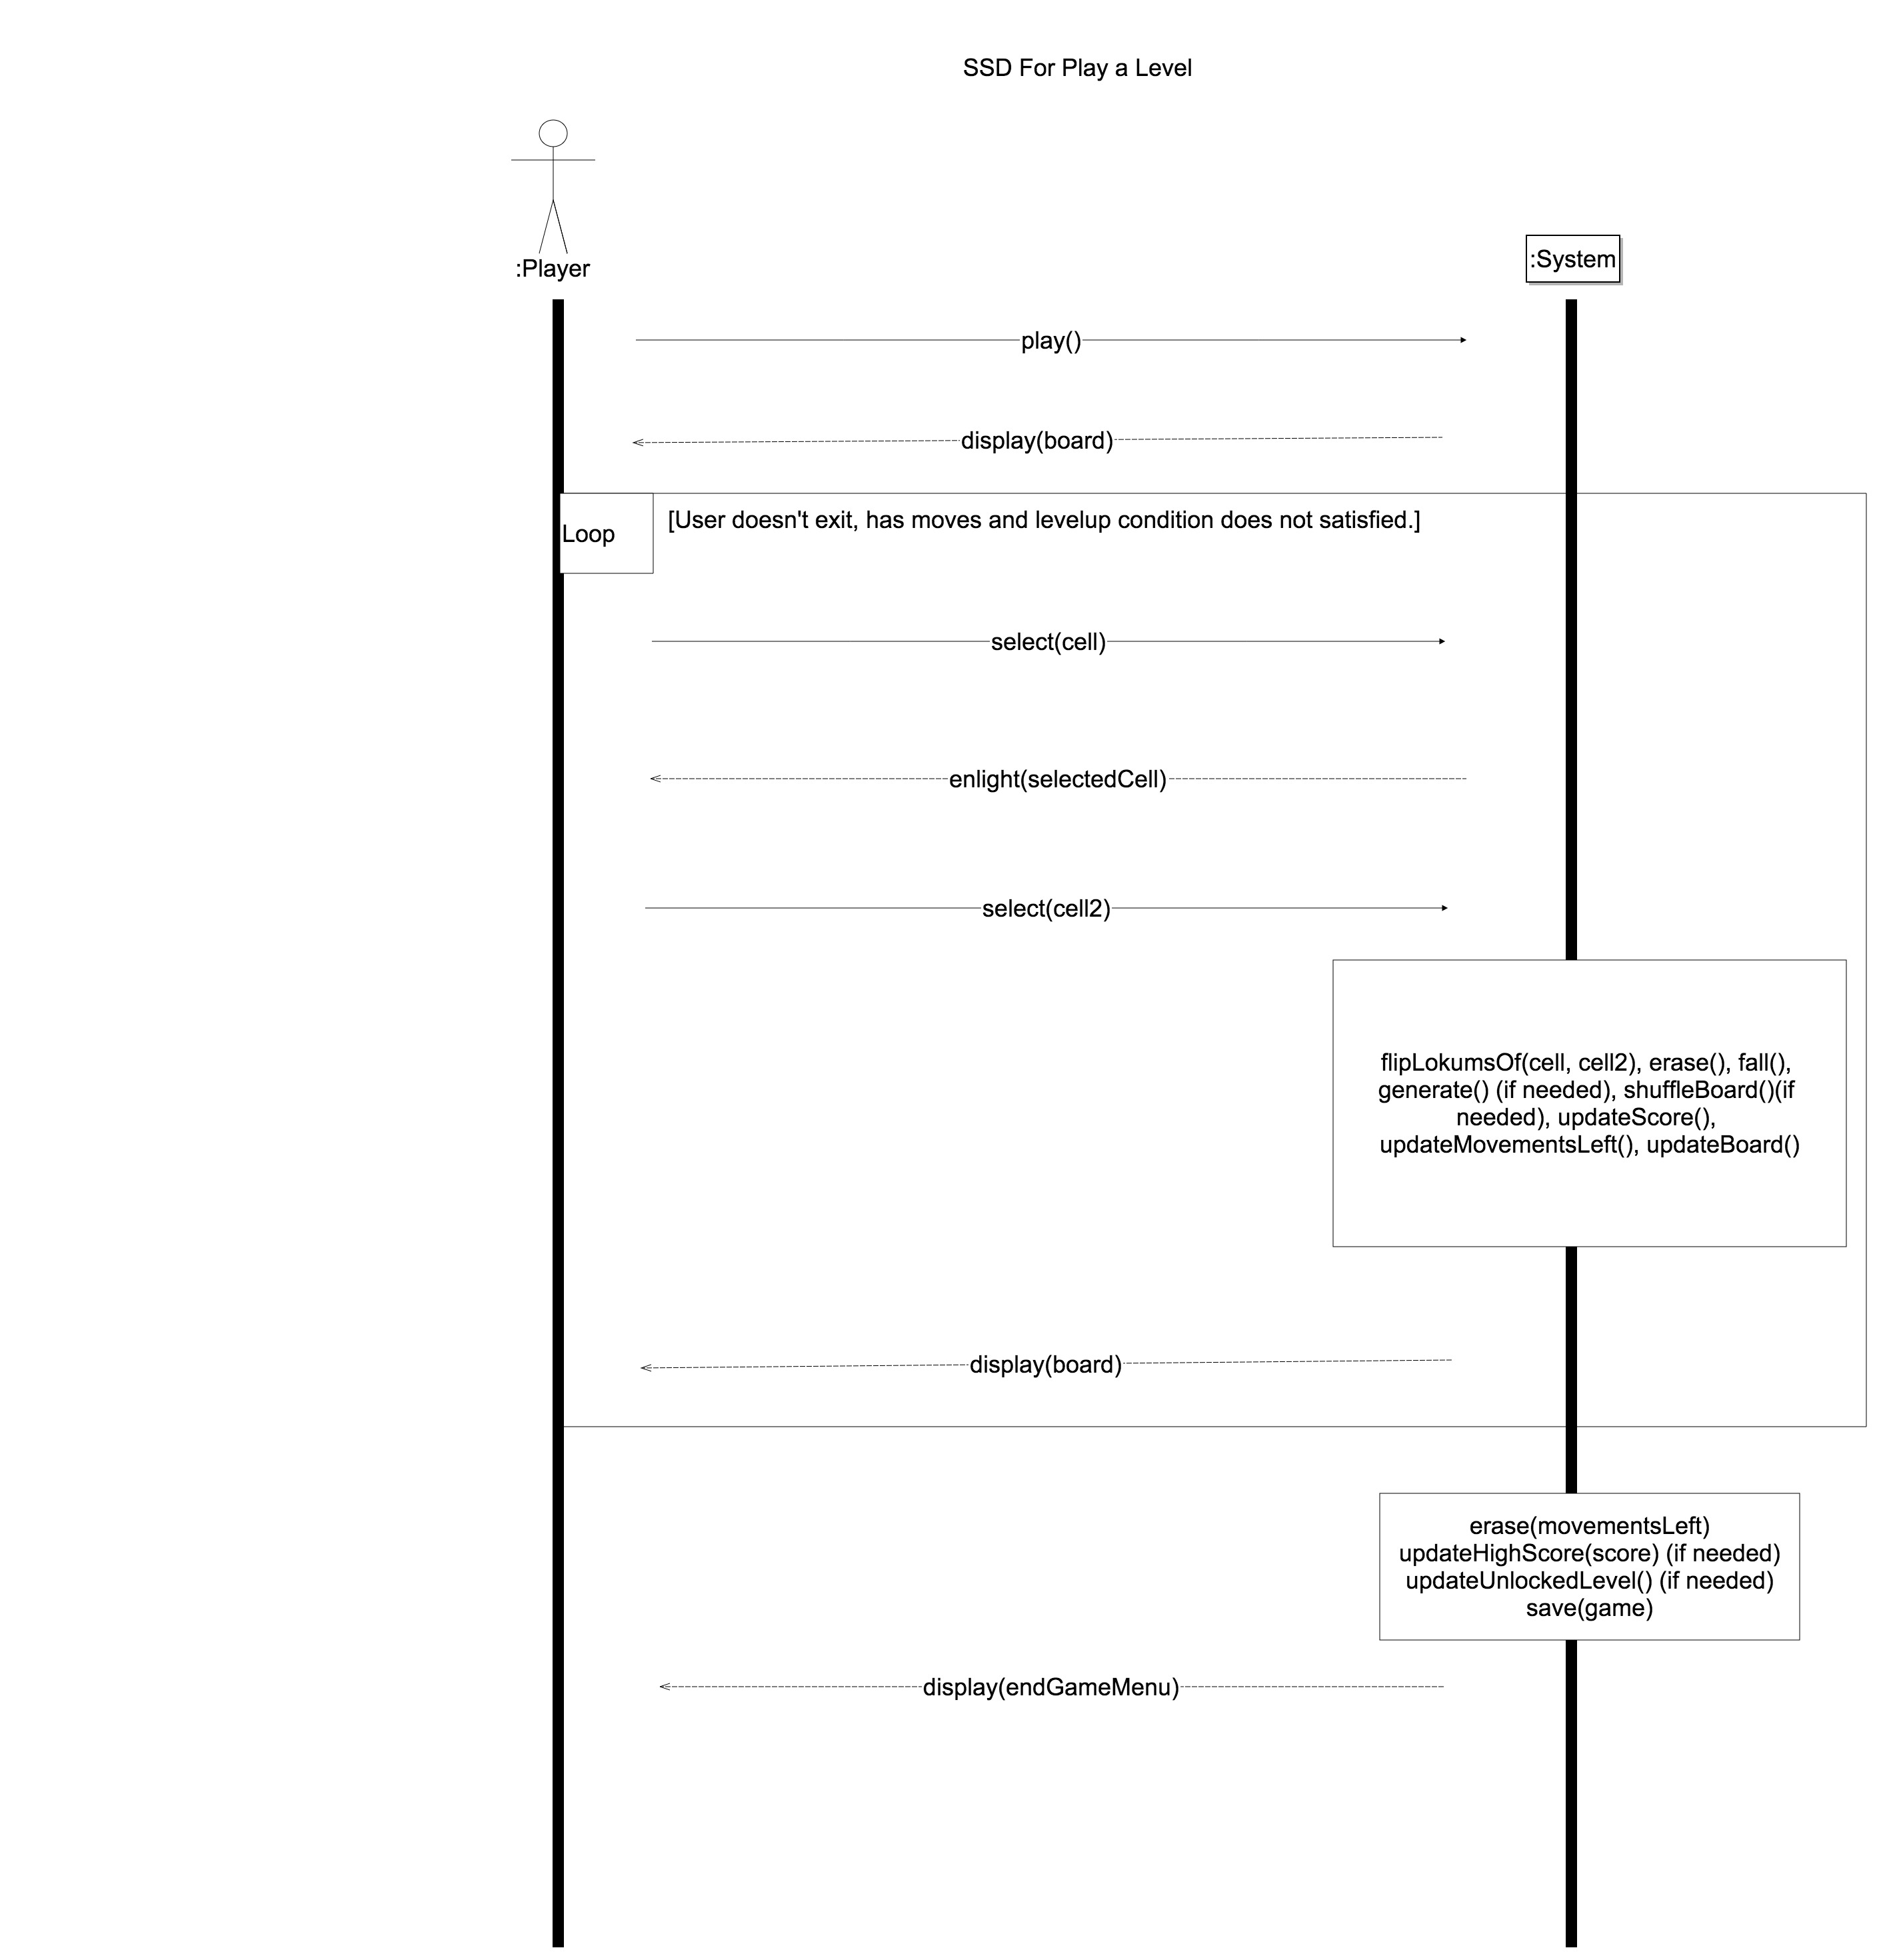 SSD For Play a Level
:Player
:System
play()
display(board)
Loop
[User doesn't exit, has moves and levelup condition does not satisfied.]
select(cell)
enlight(selectedCell)
select(cell2)
flipLokumsOf(cell, cell2), erase(), fall(),
generate() (if needed), shuffleBoard()(if
needed), updateScore(),
updateMovementsLeft(), updateBoard()
display(board)
erase(movementsLeft)
updateHighScore(score) (if needed)
updateUnlockedLevel() (if needed)
save(game)
display(endGameMenu)